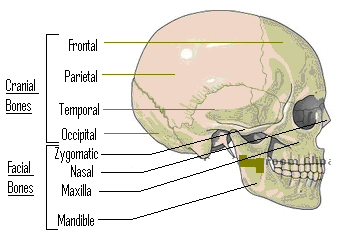 Frontal
Cranial
Bones
Parietal
Temporal
Occipital
Zygomatic
Facial
Bones
Nasal
Maxilla
Mandible